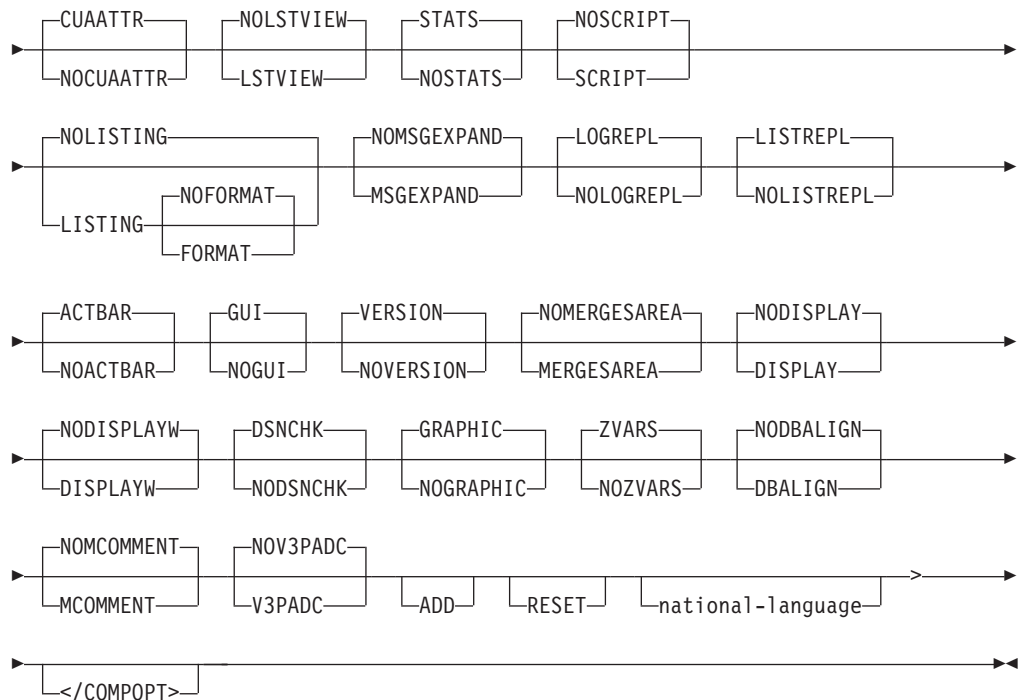 CUAATTR NOLSTVIEW STATS NOSCRIPT
NOCUAATTR LSTVIEW NOSTATS SCRIPT
NOLISTING NOMSGEXPAND LOGREPL LISTREPL
NOFORMAT MSGEXPAND NOLOGREPL NOLISTREPL
LISTING
FORMAT
ACTBAR GUI VERSION NOMERGESAREA NODISPLAY
NOACTBAR NOGUI NOVERSION MERGESAREA DISPLAY
NODISPLAYW DSNCHK GRAPHIC ZVARS NODBALIGN
DISPLAYW NODSNCHK NOGRAPHIC NOZVARS DBALIGN
NOMCOMMENT NOV3PADC
>
MCOMMENT V3PADC ADD RESET national-language
</COMPOPT>